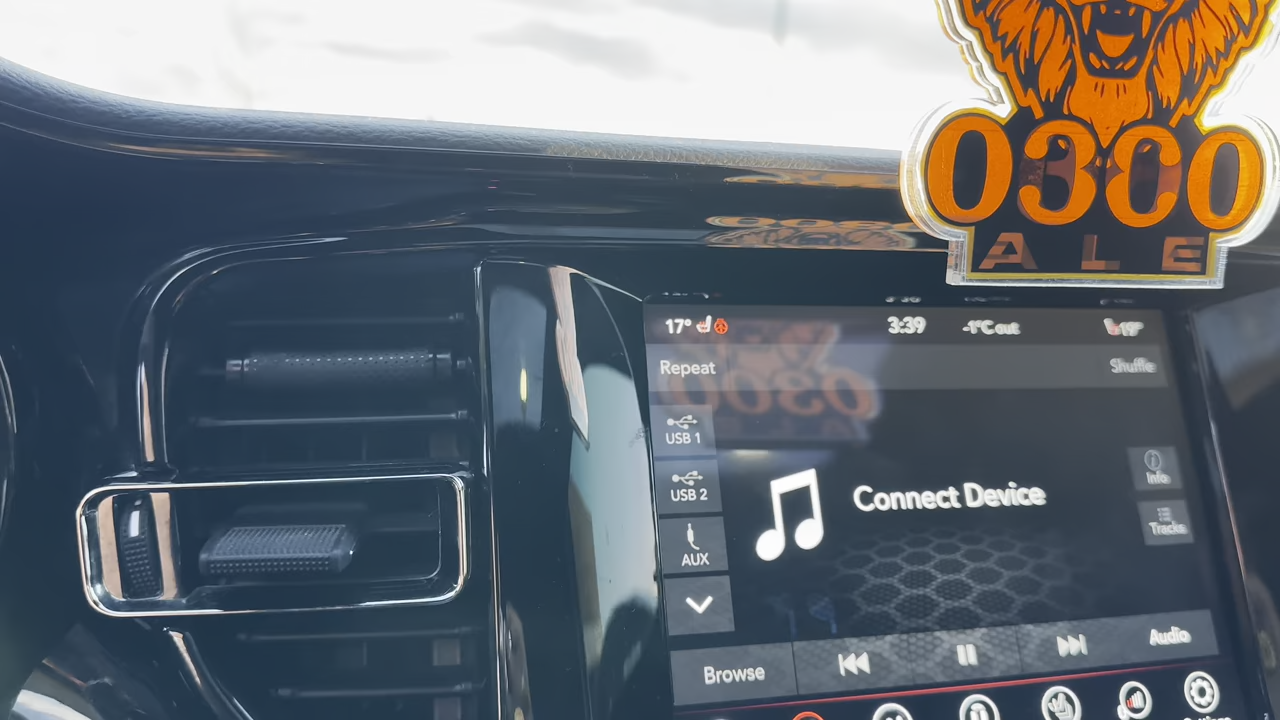 0300
ALE
17° 3:39 -1°C out 19°
Repeat Shuffle
USB 1
USB 2
AUX
Connect Device
Info
Tracks
Browse
Audio